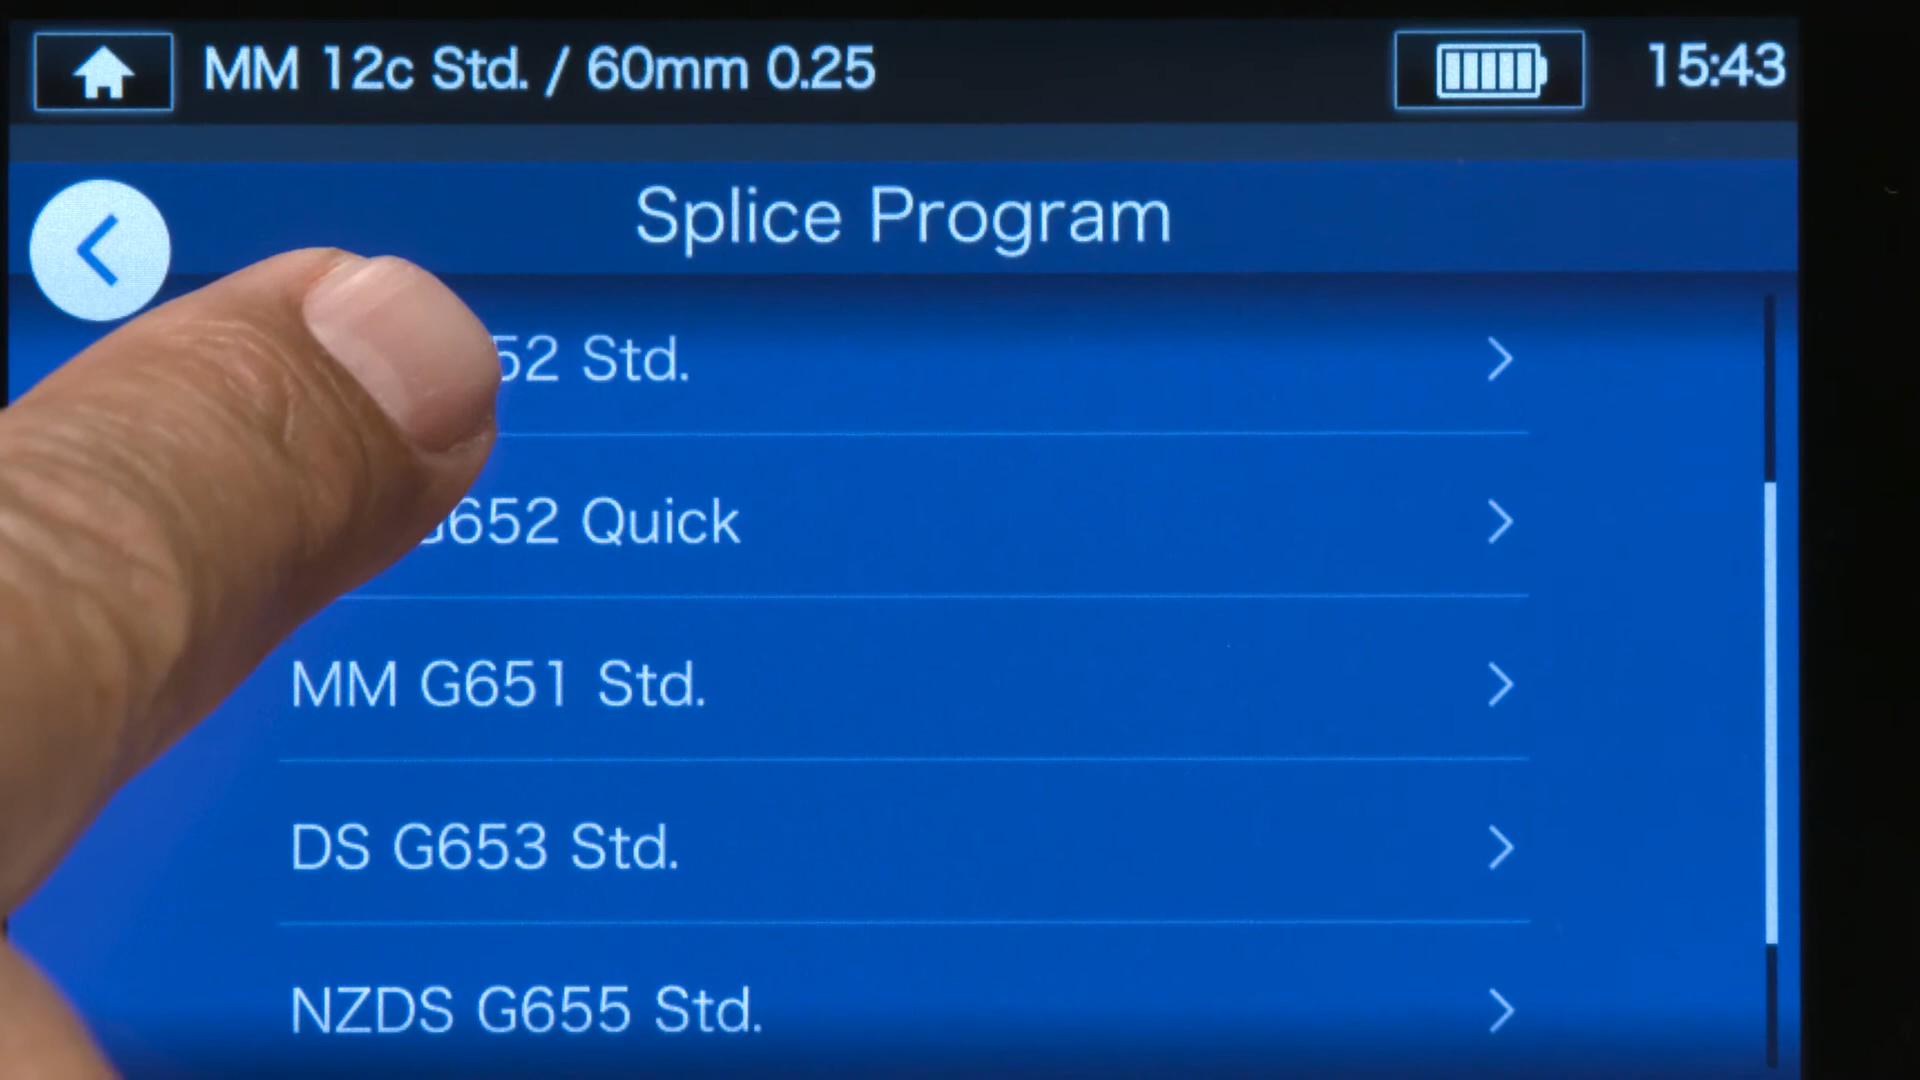 MM 12c Std. / 60mm 0.25
15:43
Splice Program
52 Std.
652 Quick
MM G651 Std.
DS G653 Std.
NZDS G655 Std.